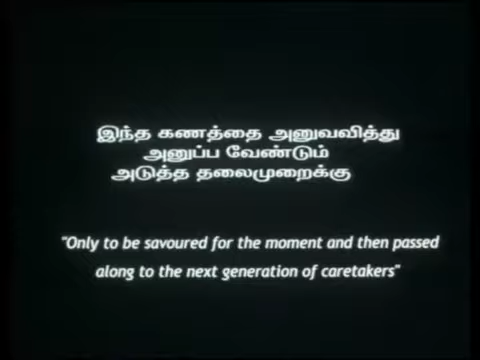 இந்த கணத்தை அனுவவித்து
அனுப்ப வேண்டும்
அடுத்த தலைமுறைக்கு
"Only to be savoured for the moment and then passed
along to the next generation of caretakers"